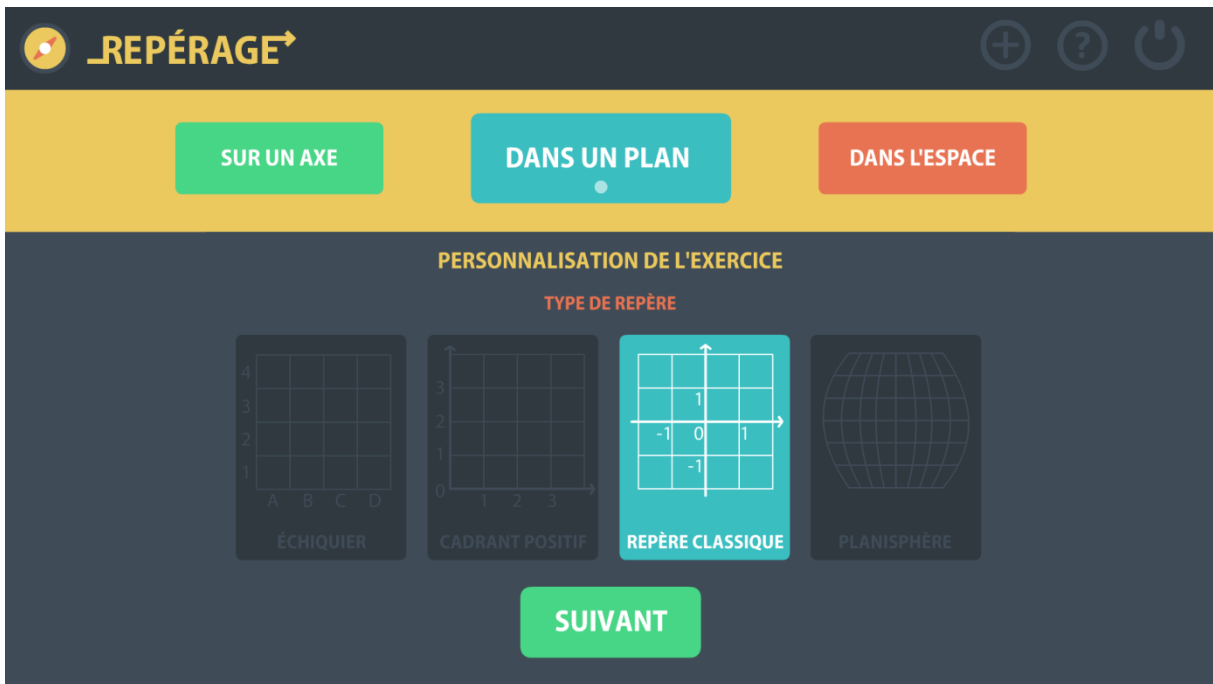 REPÉRAGE
SUR UN AXE
DANS UN PLAN
DANS L'ESPACE
PERSONNALISATION DE L'EXERCICE
TYPE DE REPÈRE
4
3
2
1
A B C D
ÉCHIQUIER
3
2
1
0
1 2 3
CADRANT POSITIF
1
-1 0 1
-1
REPÈRE CLASSIQUE
PLANISPHÈRE
SUIVANT